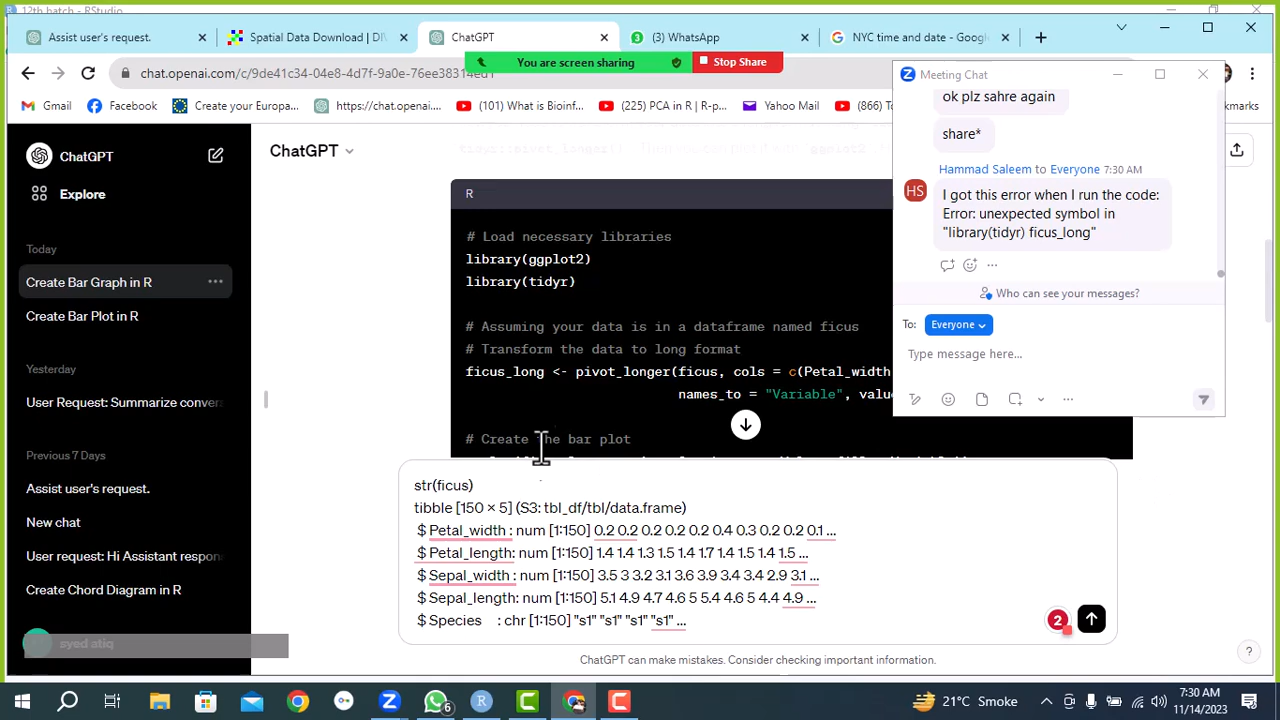 12th batch - RStudio
Assist user's request.
Spatial Data Download | DIV
ChatGPT
(3) WhatsApp
NYC time and date - Google
You are screen sharing
Stop Share
chat.openai.com/c/9de41c34-04e8-4d7f-9a0e-76ee38314ed1
Gmail
Facebook
Create your Europa...
https://chat.openai....
(101) What is Bioinf...
(225) PCA in R | R-p...
Yahoo Mail
(866) To
kmarks
Meeting Chat
ok plz sahre again
share*
Hammad Saleem to Everyone 7:30 AM
HS
I got this error when I run the code:
Error: unexpected symbol in
"library(tidyr) ficus_long"
Who can see your messages?
To: Everyone
Type message here...
ChatGPT
Explore
Today
Create Bar Graph in R
Create Bar Plot in R
Yesterday
User Request: Summarize convers
Previous 7 Days
Assist user's request.
New chat
User request: Hi Assistant respon
Create Chord Diagram in R
syed atiq
ChatGPT
R
# Load necessary libraries
library(ggplot2)
library(tidyr)
# Assuming your data is in a dataframe named ficus
# Transform the data to long format
ficus_long <- pivot_longer(ficus, cols = c(Petal_width
names_to = "Variable", valu
# Create the bar plot
str(ficus)
tibble [150 × 5] (S3: tbl_df/tbl/data.frame)
$ Petal_width : num [1:150] 0.2 0.2 0.2 0.2 0.2 0.4 0.3 0.2 0.2 0.1 ...
$ Petal_length: num [1:150] 1.4 1.4 1.3 1.5 1.4 1.7 1.4 1.5 1.4 1.5 ...
$ Sepal_width : num [1:150] 3.5 3 3.2 3.1 3.6 3.9 3.4 3.4 2.9 3.1 ...
$ Sepal_length: num [1:150] 5.1 4.9 4.7 4.6 5 5.4 4.6 5 4.4 4.9 ...
$ Species : chr [1:150] "s1" "s1" "s1" "s1" ...
2
ChatGPT can make mistakes. Consider checking important information.
?
6
21°C Smoke
7:30 AM
11/14/2023